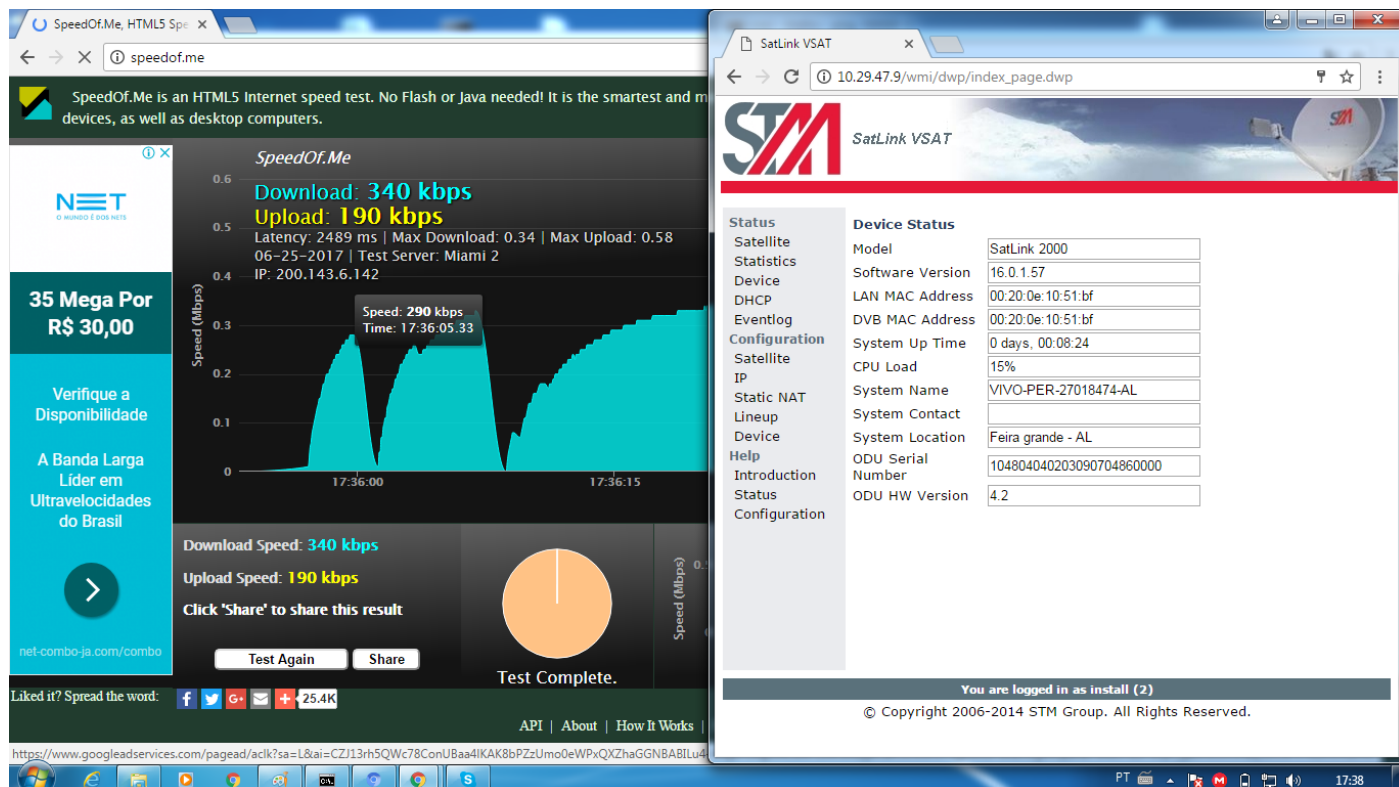 SpeedOf.Me, HTML5 Spe
speedof.me
SpeedOf.Me is an HTML5 Internet speed test. No Flash or Java needed! It is the smartest and m
devices, as well as desktop computers.
NET
O MUNDO É DOS NETS
35 Mega Por
R$ 30,00
Verifique a
Disponibilidade
A Banda Larga
Líder em
Ultravelocidades
do Brasil
net-combo-ja.com/combo
SpeedOf.Me
Download: 340 kbps
Upload: 190 kbps
Latency: 2489 ms | Max Download: 0.34 | Max Upload: 0.58
06-25-2017 | Test Server: Miami 2
IP: 200.143.6.142
Speed: 290 kbps
Time: 17:36:05.33
Speed (Mbps)
0.6
0.5
0.4
0.3
0.2
0.1
0
17:36:00
17:36:15
Download Speed: 340 kbps
Upload Speed: 190 kbps
Click 'Share' to share this result
Test Again
Share
Test Complete.
Speed (Mbps)
Liked it? Spread the word:
25.4K
API | About | How It Works |
SatLink VSAT
10.29.47.9/wmi/dwp/index_page.dwp
STM
SatLink VSAT
STM
Status
Satellite
Statistics
Device
DHCP
Eventlog
Configuration
Satellite
IP
Static NAT
Lineup
Device
Help
Introduction
Status
Configuration
Device Status
Model SatLink 2000
Software Version 16.0.1.57
LAN MAC Address 00:20:0e:10:51:bf
DVB MAC Address 00:20:0e:10:51:bf
System Up Time 0 days, 00:08:24
CPU Load 15%
System Name VIVO-PER-27018474-AL
System Contact
System Location Feira grande - AL
ODU Serial
Number 104804040203090704860000
ODU HW Version 4.2
You are logged in as install (2)
© Copyright 2006-2014 STM Group. All Rights Reserved.
PT
17:38